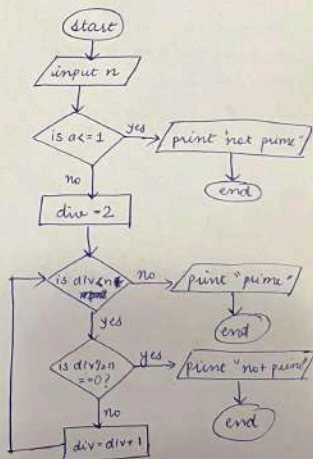 start
input n
is a<=1
yes
print "not prime"
end
no
div=2
is div<n
no
print "prime"
end
yes
is div%n
==0?
yes
print "not prime"
end
no
div=div+1